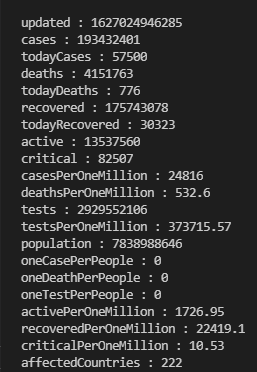 updated : 1627024946285
cases : 193432401
todayCases : 57500
deaths : 4151763
todayDeaths : 776
recovered : 175743078
todayRecovered : 30323
active : 13537560
critical : 82507
casesPerOneMillion : 24816
deathsPerOneMillion : 532.6
tests : 2929552106
testsPerOneMillion : 373715.57
population : 7838988646
oneCasePerPeople : 0
oneDeathPerPeople : 0
oneTestPerPeople : 0
activePerOneMillion : 1726.95
recoveredPerOneMillion : 22419.1
criticalPerOneMillion : 10.53
affectedCountries : 222